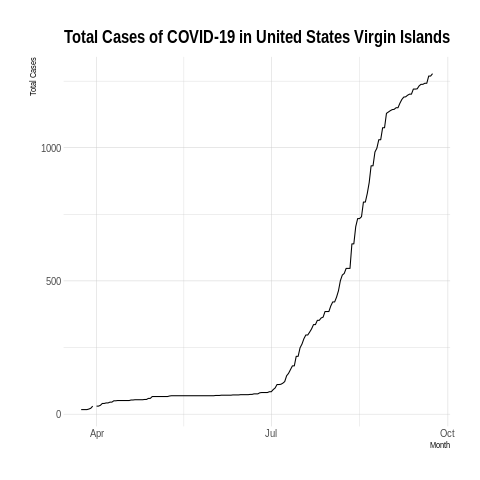 Total Cases of COVID-19 in United States Virgin Islands
Total Cases
1000
500
0
Apr
Jul
Oct
Month